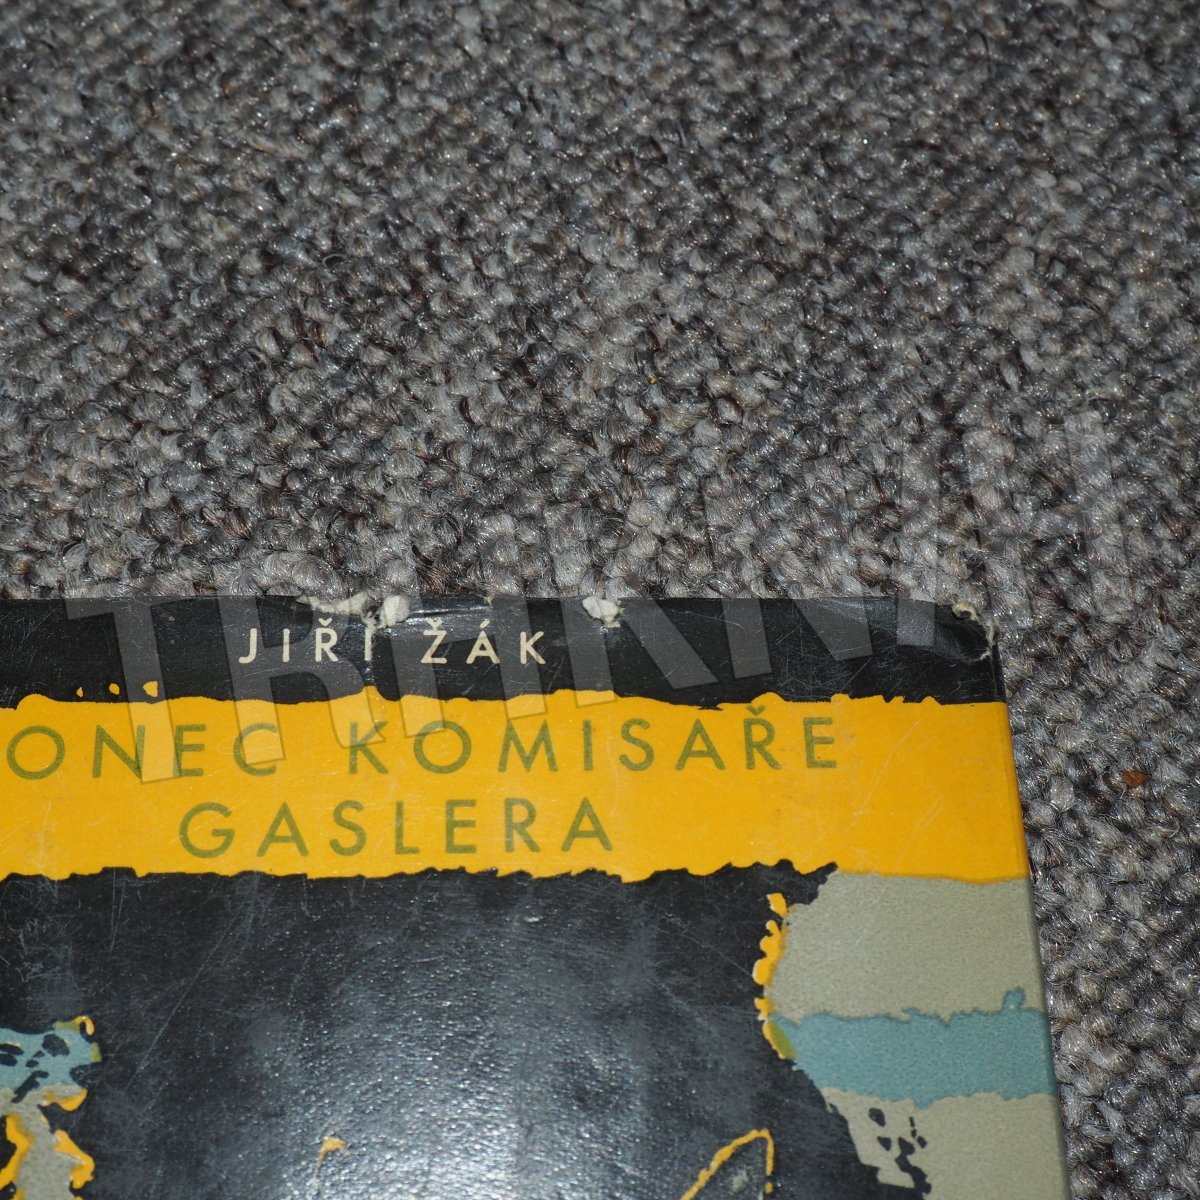 JIŘÍ ŽÁK
ONEC KOMISAŘE
GASLERA